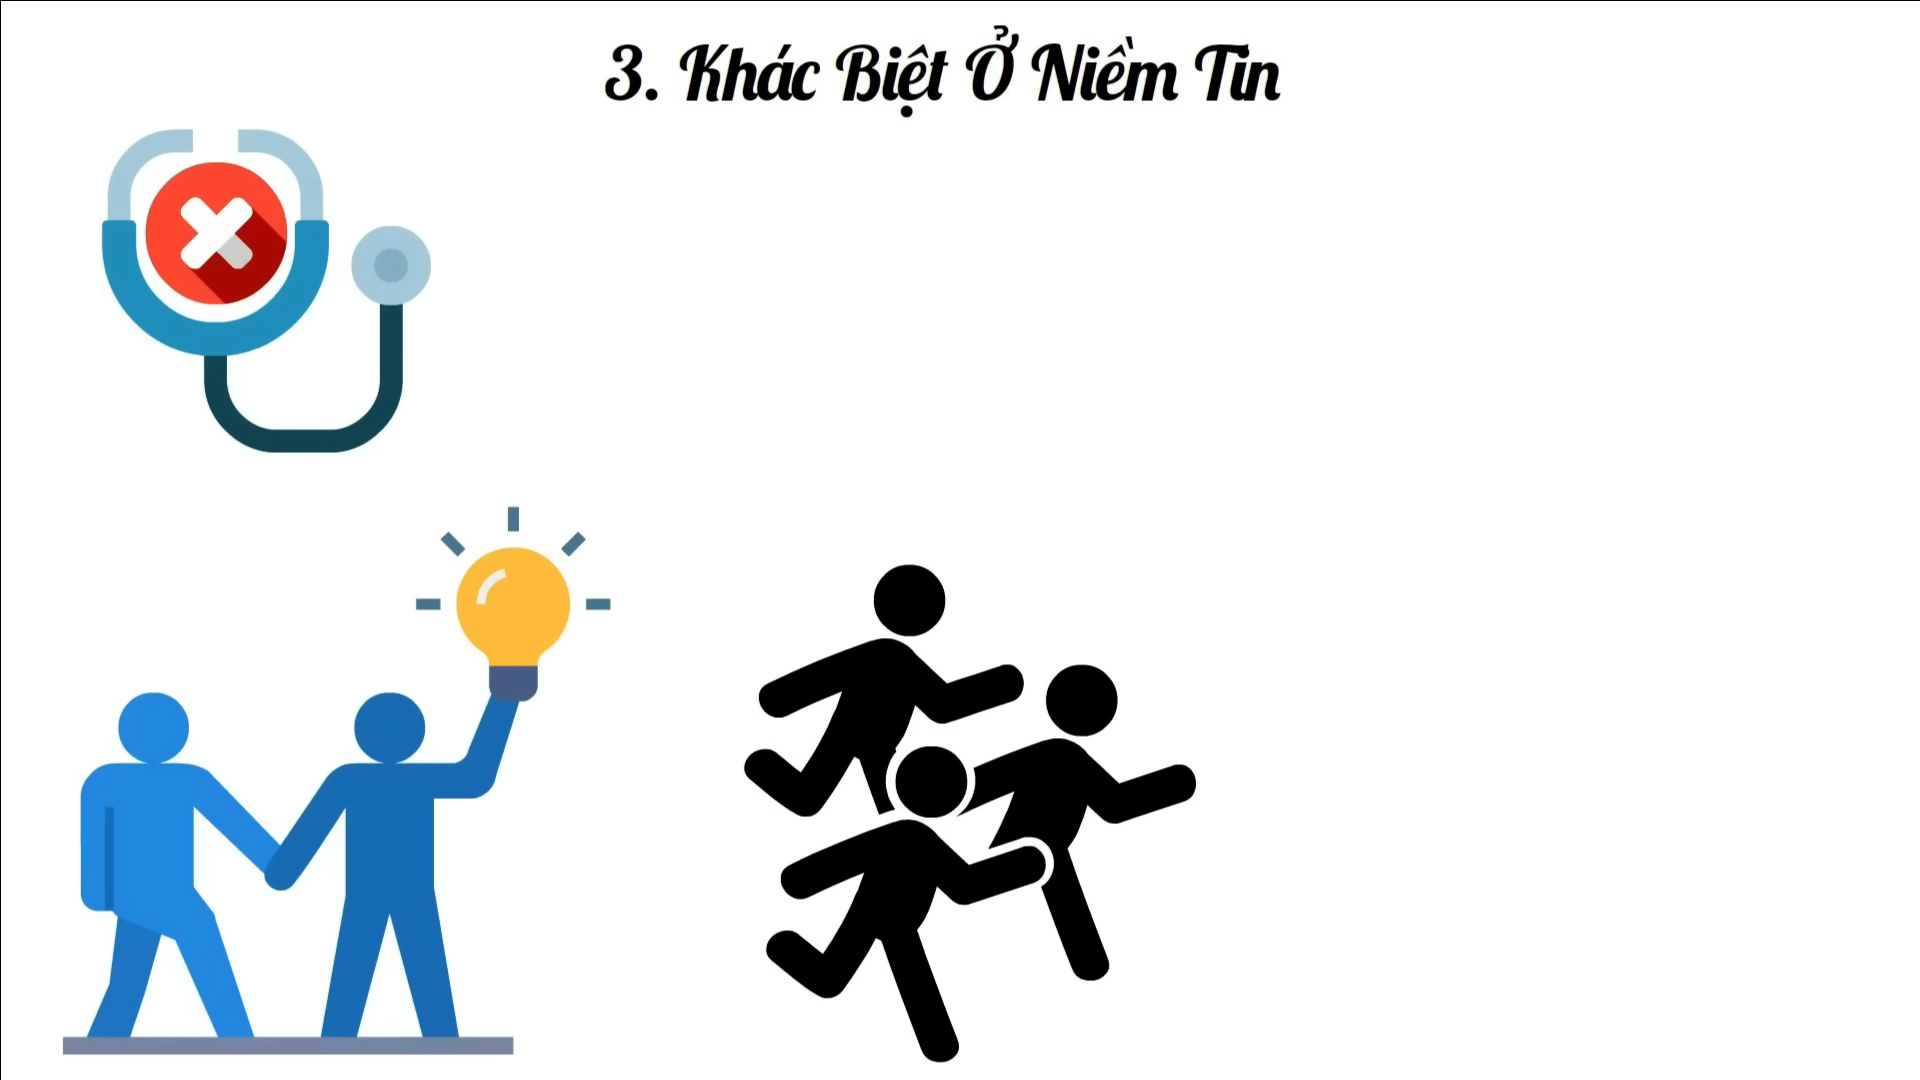 3. Khác Biệt Ở Niềm Tin